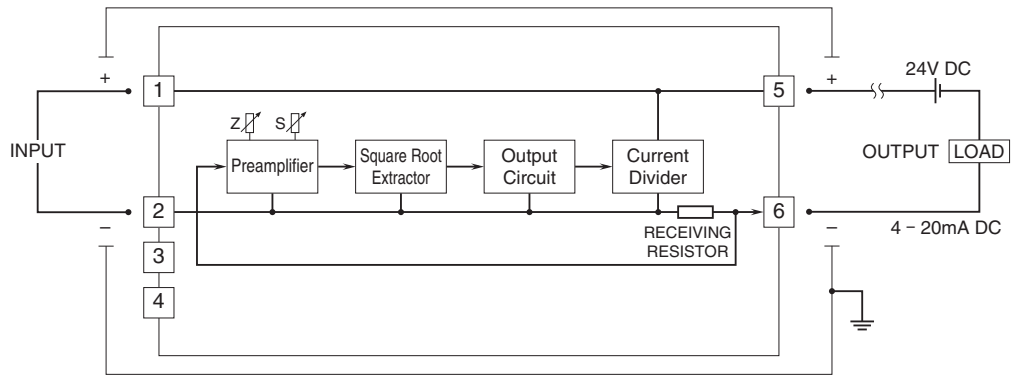 +
1
5
+
24V DC
Z
S
INPUT
Preamplifier
Square Root
Extractor
Output
Circuit
Current
Divider
OUTPUT
LOAD
2
6
−
RECEIVING
RESISTOR
−
4 − 20mA DC
3
4